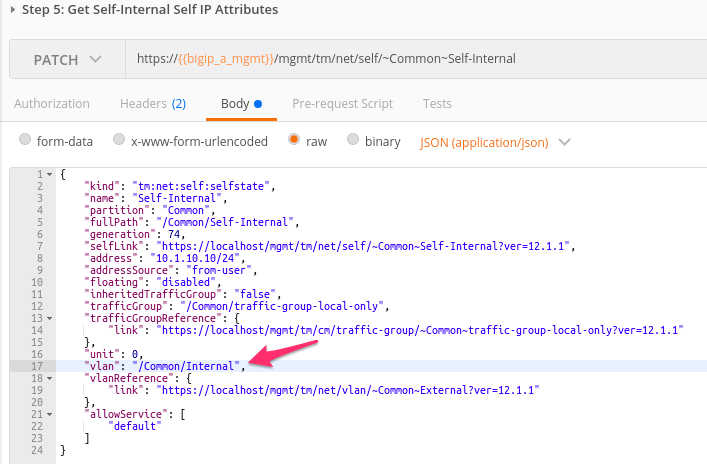 Step 5: Get Self-Internal Self IP Attributes
PATCH https://{{bigip_a_mgmt}}/mgmt/tm/net/self/~Common~Self-Internal
Authorization Headers (2) Body Pre-request Script Tests
form-data x-www-form-urlencoded raw binary JSON (application/json)
1 {
2 "kind": "tm:net:self:selfstate",
3 "name": "Self-Internal",
4 "partition": "Common",
5 "fullPath": "/Common/Self-Internal",
6 "generation": 74,
7 "selfLink": "https://localhost/mgmt/tm/net/self/~Common~Self-Internal?ver=12.1.1",
8 "address": "10.1.10.10/24",
9 "addressSource": "from-user",
10 "floating": "disabled",
11 "inheritedTrafficGroup": "false",
12 "trafficGroup": "/Common/traffic-group-local-only",
13 "trafficGroupReference": {
14 "link": "https://localhost/mgmt/tm/cm/traffic-group/~Common~traffic-group-local-only?ver=12.1.1"
15 },
16 "unit": 0,
17 "vlan": "/Common/Internal",
18 "vlanReference": {
19 "link": "https://localhost/mgmt/tm/net/vlan/~Common~External?ver=12.1.1"
20 },
21 "allowService": [
22 "default"
23 ]
24 }